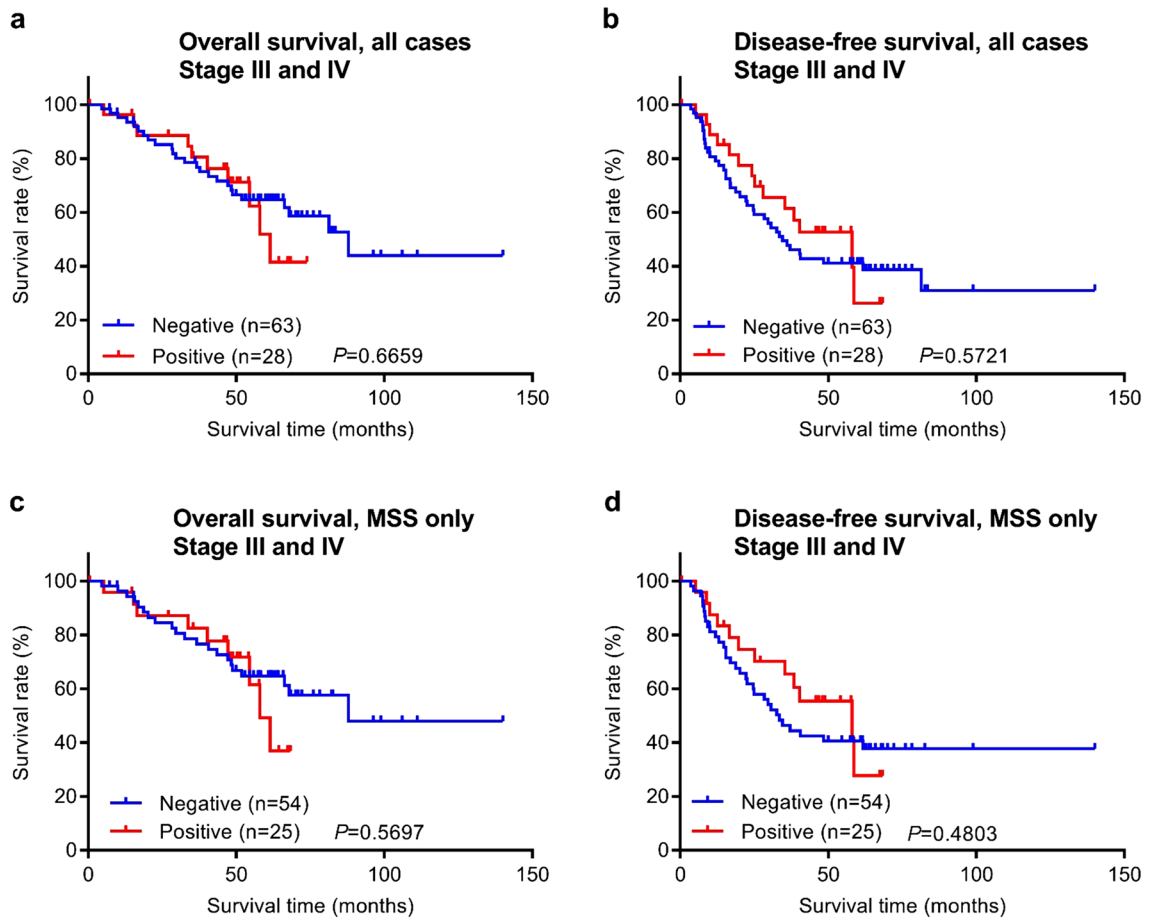 a
Overall survival, all cases
Stage III and IV
Survival rate (%)
100
80
60
40
20
0
Negative (n=63)
Positive (n=28)
P=0.6659
0 50 100 150
Survival time (months)
b
Disease-free survival, all cases
Stage III and IV
Survival rate (%)
100
80
60
40
20
0
Negative (n=63)
Positive (n=28)
P=0.5721
0 50 100 150
Survival time (months)
c
Overall survival, MSS only
Stage III and IV
Survival rate (%)
100
80
60
40
20
0
Negative (n=54)
Positive (n=25)
P=0.5697
0 50 100 150
Survival time (months)
d
Disease-free survival, MSS only
Stage III and IV
Survival rate (%)
100
80
60
40
20
0
Negative (n=54)
Positive (n=25)
P=0.4803
0 50 100 150
Survival time (months)